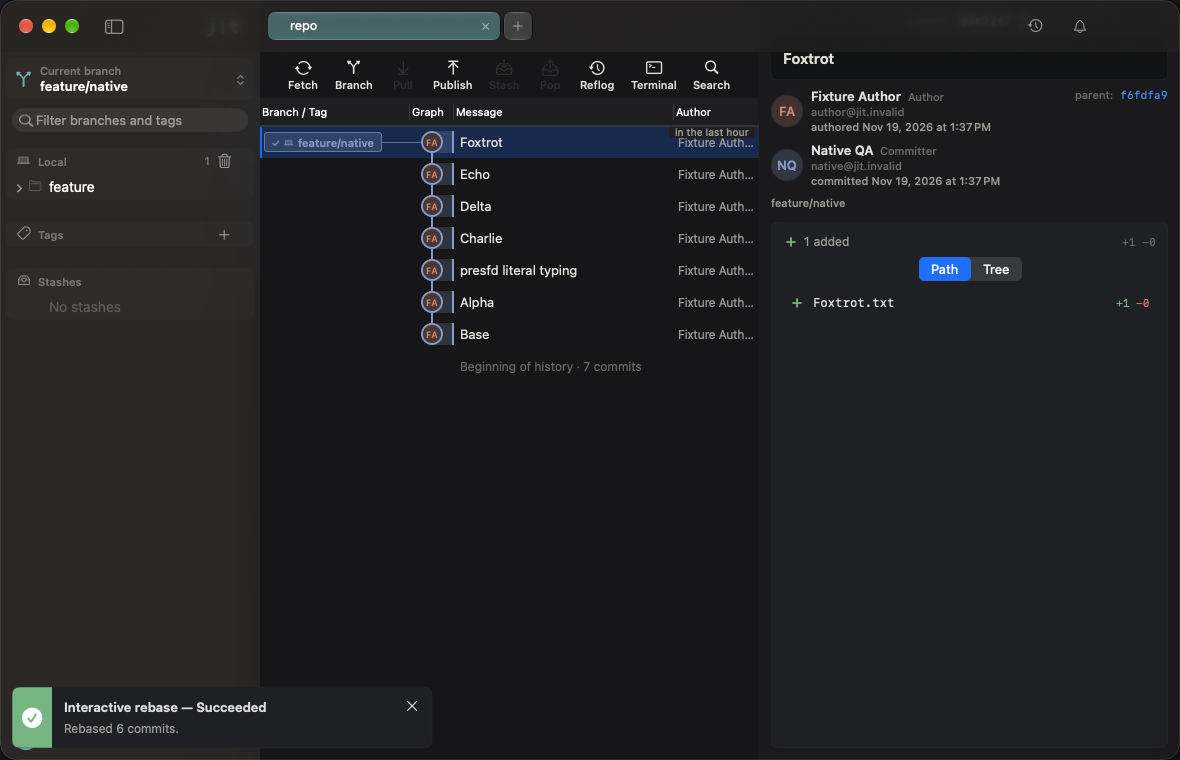 repo
Current branch
feature/native
Filter branches and tags
Local 1
feature
Tags
Stashes
No stashes
Fetch Branch Pull Publish Stash Pop Reflog Terminal Search
Branch / Tag Graph Message Author
in the last hour
feature/native FA Foxtrot Fixture Auth...
FA Echo Fixture Auth...
FA Delta Fixture Auth...
FA Charlie Fixture Auth...
FA presfd literal typing Fixture Auth...
FA Alpha Fixture Auth...
FA Base Fixture Auth...
Beginning of history · 7 commits
Foxtrot
FA Fixture Author Author parent: f6fdfa9
author@jit.invalid
authored Nov 19, 2026 at 1:37 PM
NQ Native QA Committer
native@jit.invalid
committed Nov 19, 2026 at 1:37 PM
feature/native
+ 1 added +1 −0
Path Tree
+ Foxtrot.txt +1 −0
Interactive rebase — Succeeded
Rebased 6 commits.